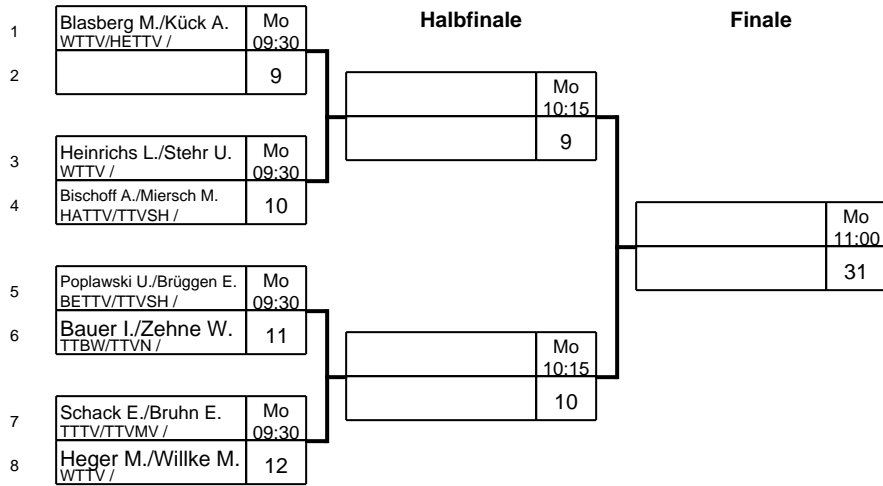 Halbfinale
Finale
1 Blasberg M./Kück A. Mo
WTTV/HETTV / 09:30
2 9
Mo
10:15
9
3 Heinrichs L./Stehr U. Mo
WTTV / 09:30
4 Bischoff A./Miersch M. 10
HATTV/TTVSH /
Mo
11:00
31
5 Poplawski U./Brüggen E. Mo
BETTV/TTVSH / 09:30
6 Bauer I./Zehne W. 11
TTBW/TTVN /
Mo
10:15
10
7 Schack E./Bruhn E. Mo
TTTV/TTVMV / 09:30
8 Heger M./Willke M. 12
WTTV /